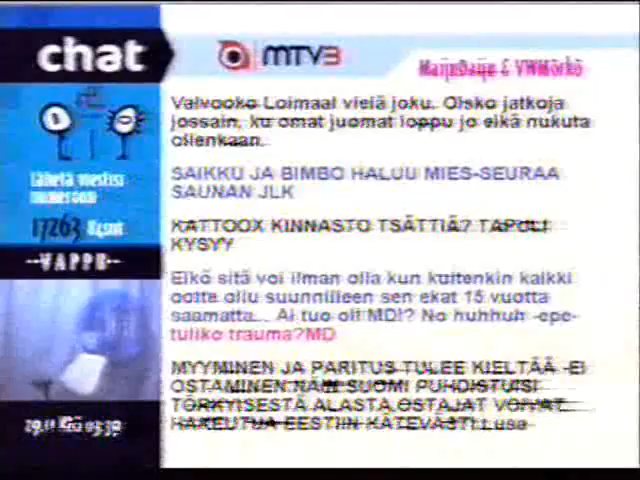 chat
MTV3
MaijuDaiju & VWMörkö
Valvooko Loimaal vielä joku. Oisko jatkoja
jossain, ku omat juomat loppu jo eikä nukuta
ollenkaan.
SAIKKU JA BIMBO HALUU MIES-SEURAA
SAUNAN JLK
KATTOOX KINNASTO TSÄTTIÄ? TAPOLI
KYSYY
Eikö sitä voi ilman olla kun kuitenkin kaikki
ootte ollu suunnilleen sen ekat 15 vuotta
saamatta... Ai tuo oli MD!? No huhhuh -epe-
tuliko trauma?MD
MYYMINEN JA PARITUS TULEE KIELTÄÄ -EI
OSTAMINEN NÄIN SUOMI PUHDISTUISI
TÖRKYISESTÄ ALASTA,OSTAJAT VOIVAT
HAKEUTUA EESTIIN KÄTEVÄSTI.Lusa
Lähetä viestisi
numeroon
17263
--VAPPU--